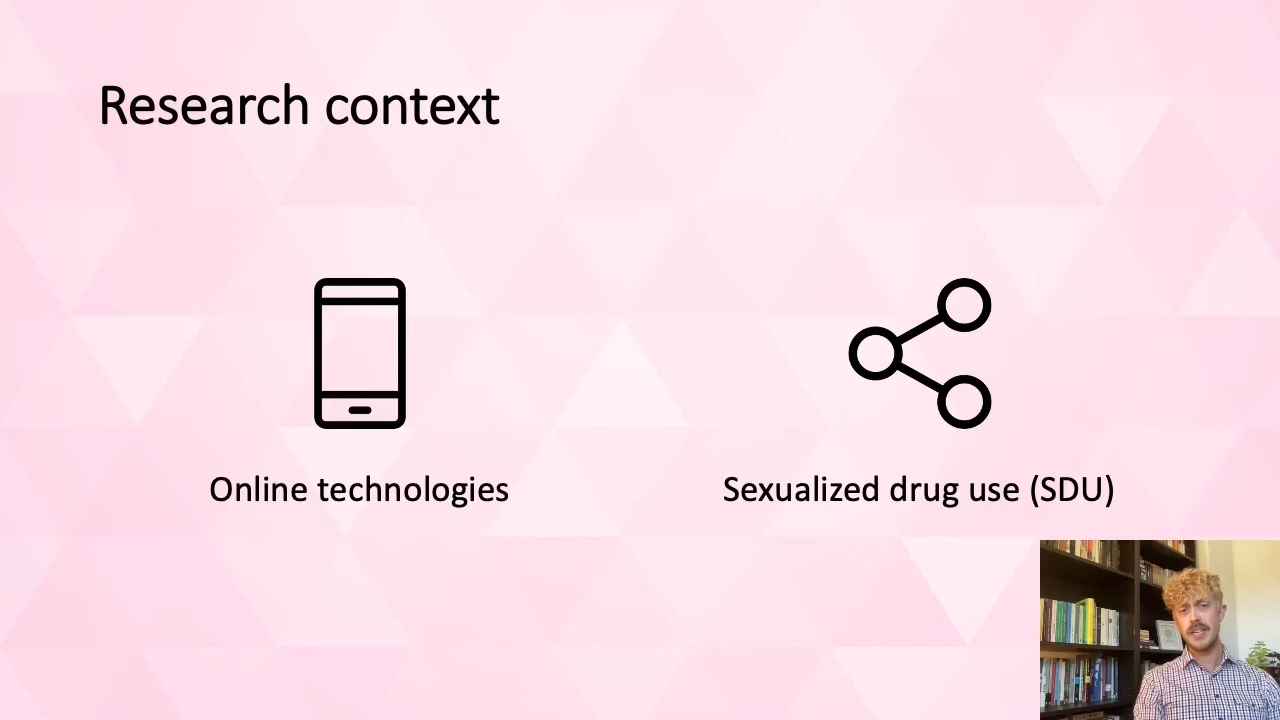 Research context
Online technologies
Sexualized drug use (SDU)